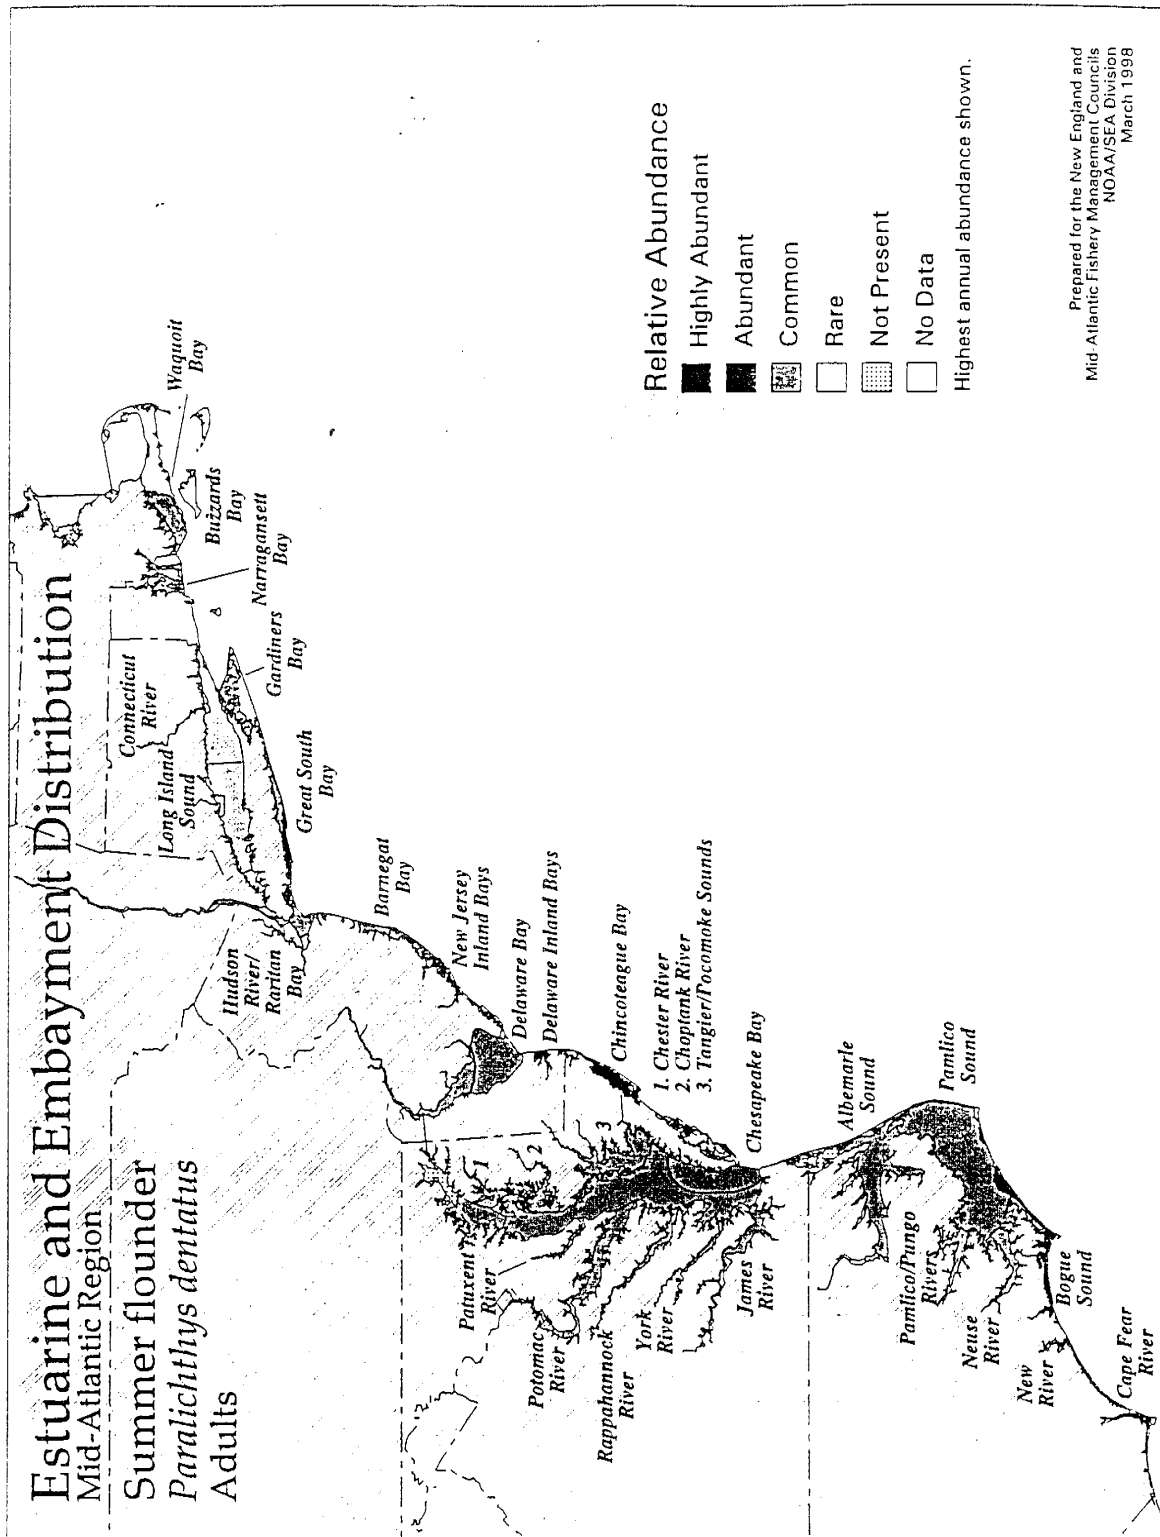 Estuarine and Embayment Distribution
Mid-Atlantic Region
Summer flounder
Paralichthys dentatus
Adults
Waquoit
Bay
Buzzards
Bay
Narragansett
Bay
Gardiners
Bay
Connecticut
River
Long Island
Sound
Great South
Bay
Hudson
River/
Raritan
Bay
Barnegat
Bay
New Jersey
Inland Bays
Delaware Bay
Delaware Inland Bays
Chincoteague Bay
1. Chester River
2. Choptank River
3. Tangier/Pocomoke Sounds
Chesapeake Bay
1
2
3
Patuxent
River
Potomac
River
Rappahannock
River
York
River
James
River
Albemarle
Sound
Pamlico
Sound
Pamlico/Pungo
Rivers
Neuse
River
New
River
Bogue
Sound
Cape Fear
River
Relative Abundance
Highly Abundant
Abundant
Common
Rare
Not Present
No Data
Highest annual abundance shown.
Prepared for the New England and
Mid-Atlantic Fishery Management Councils
NOAA/SEA Division
March 1998